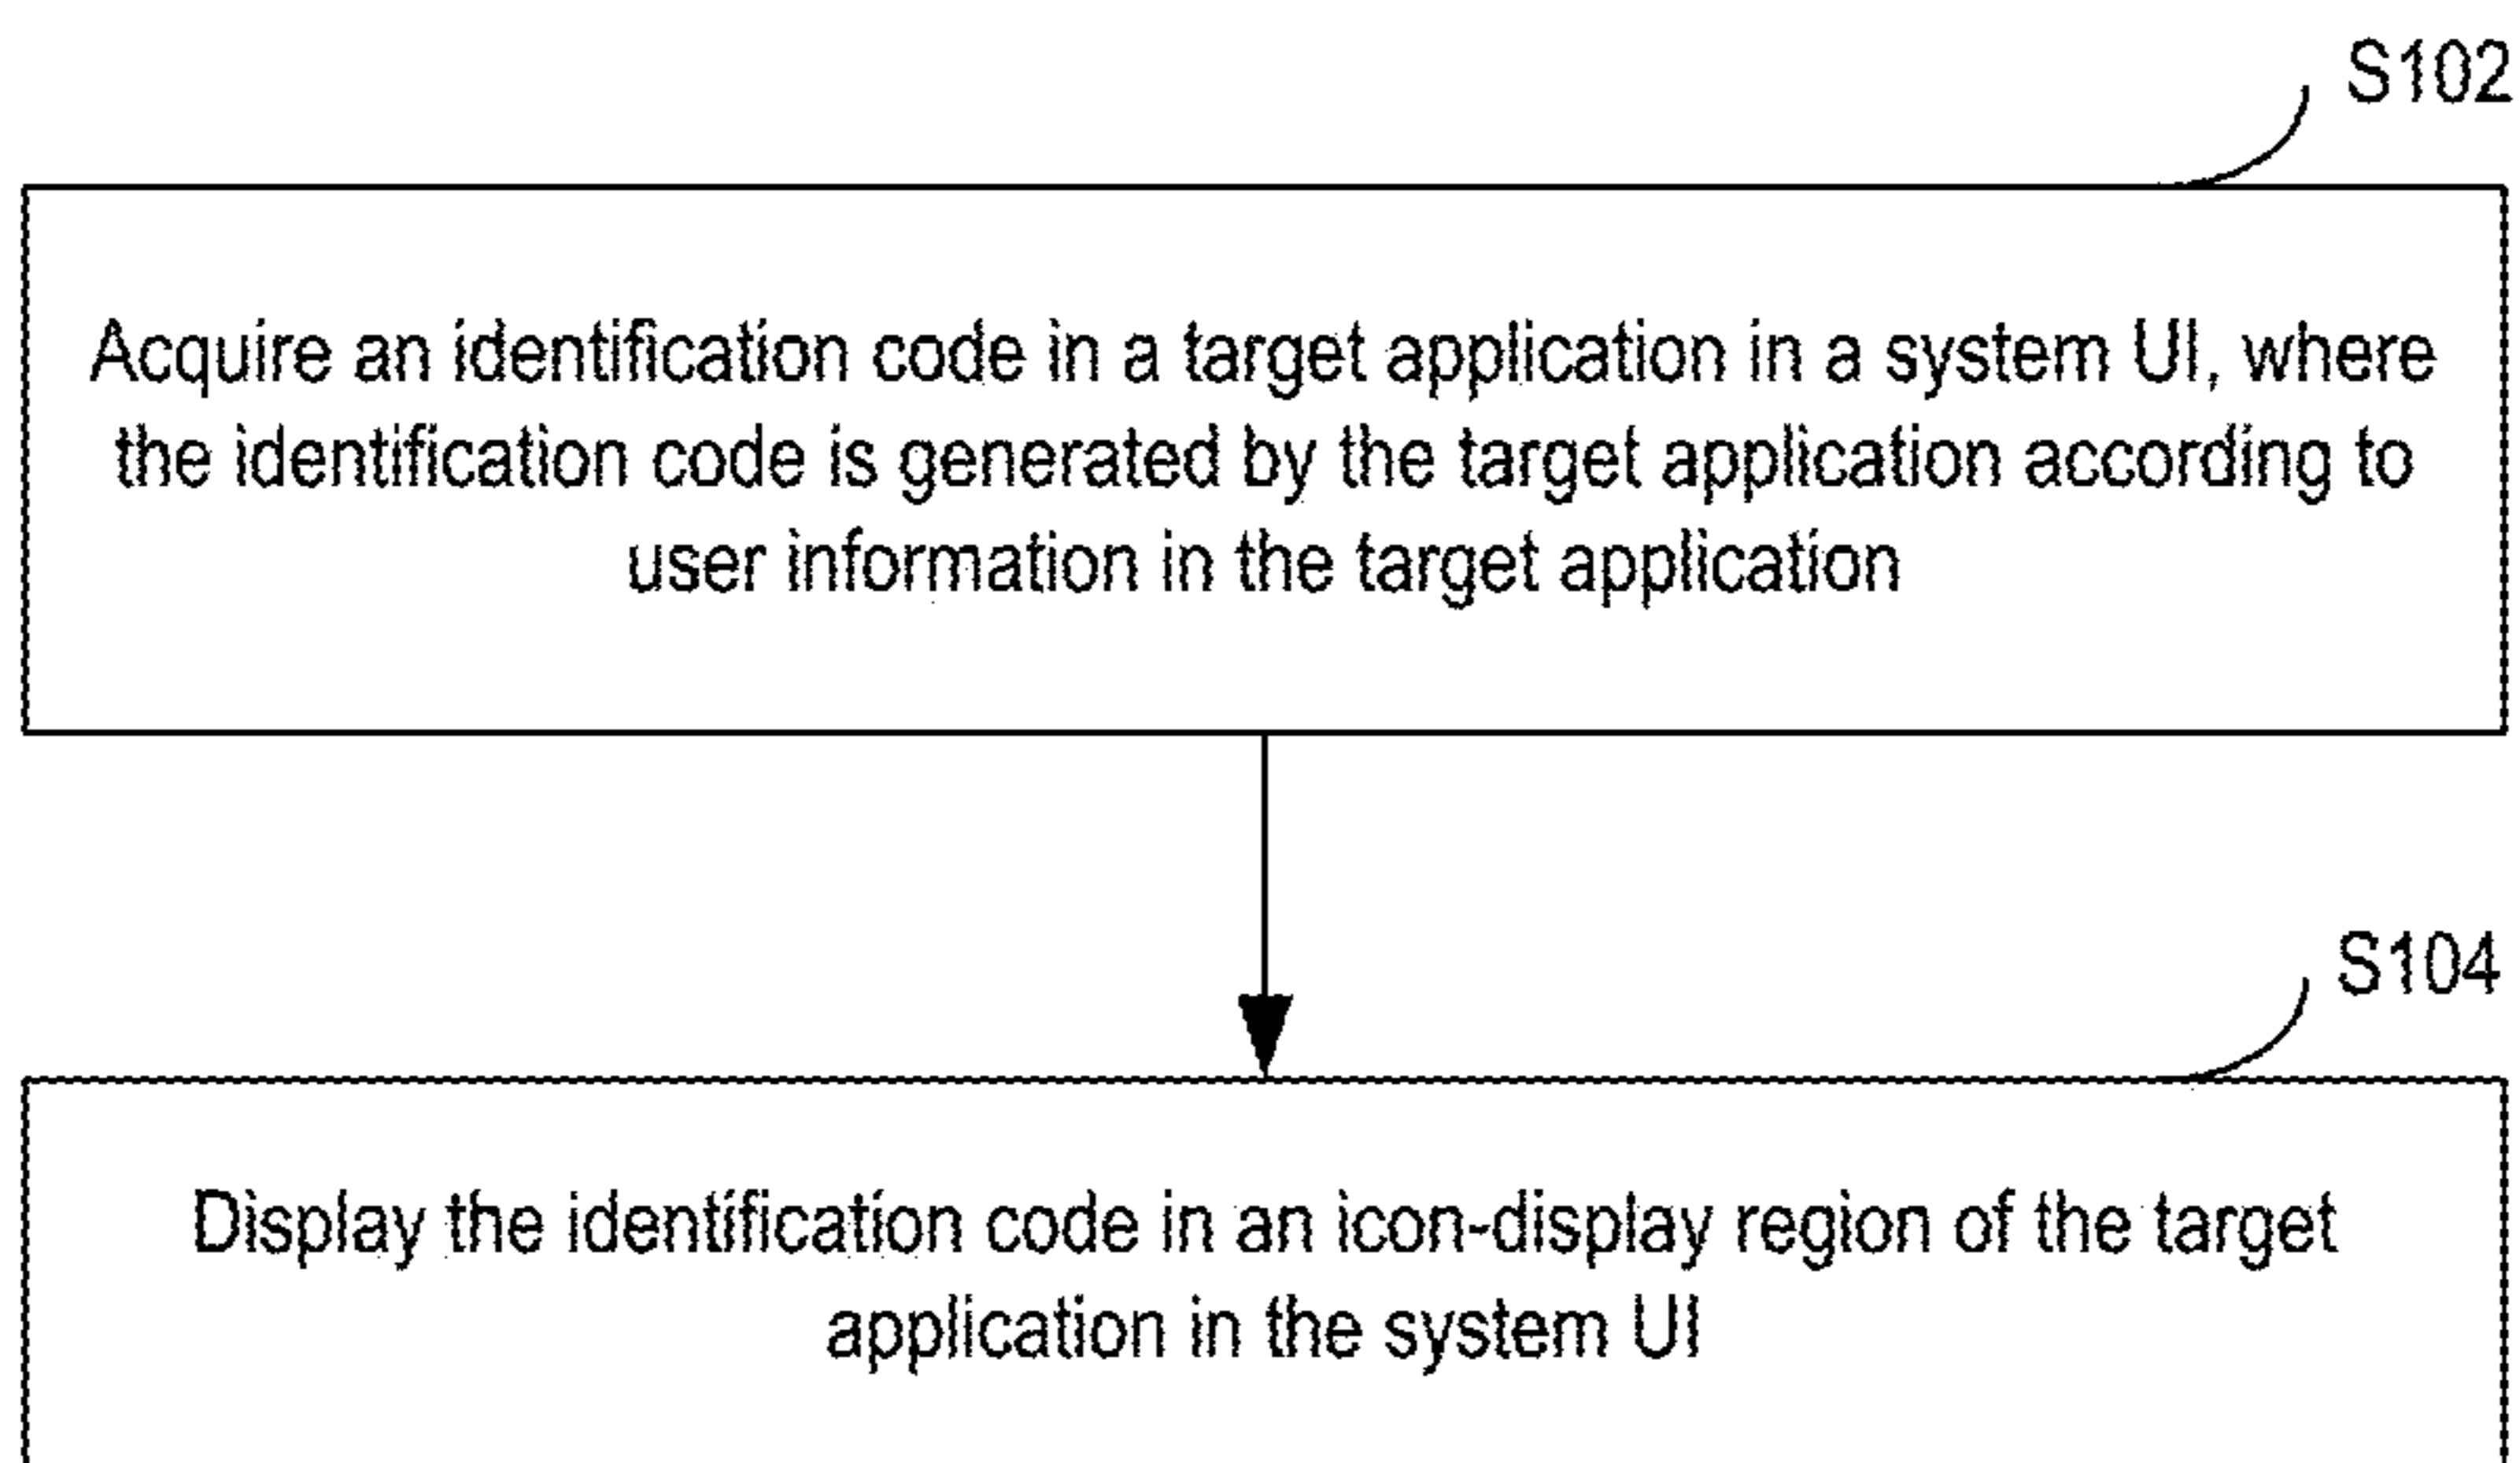 S102
Acquire an identification code in a target application in a system UI, where
the identification code is generated by the target application according to
user information in the target application
S104
Display the identification code in an icon-display region of the target
application in the system UI